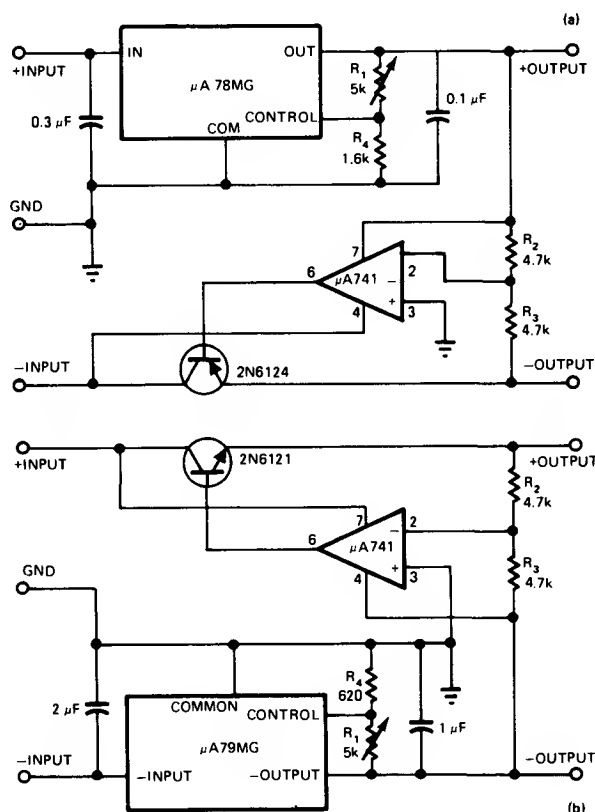 (a)
IN
OUT
+INPUT
+OUTPUT
R1
5k
µA 78MG
0.1 µF
0.3 µF
CONTROL
COM
R4
1.6k
GND
7
R2
4.7k
6
µA741
2
−
+
3
4
R3
4.7k
−INPUT
2N6124
−OUTPUT
+INPUT
2N6121
+OUTPUT
R2
4.7k
7
2
6
µA741
−
+
3
4
R3
4.7k
GND
R4
620
2 µF
COMMON
CONTROL
1 µF
µA79MG
R1
5k
−INPUT
−INPUT
−OUTPUT
−OUTPUT
(b)